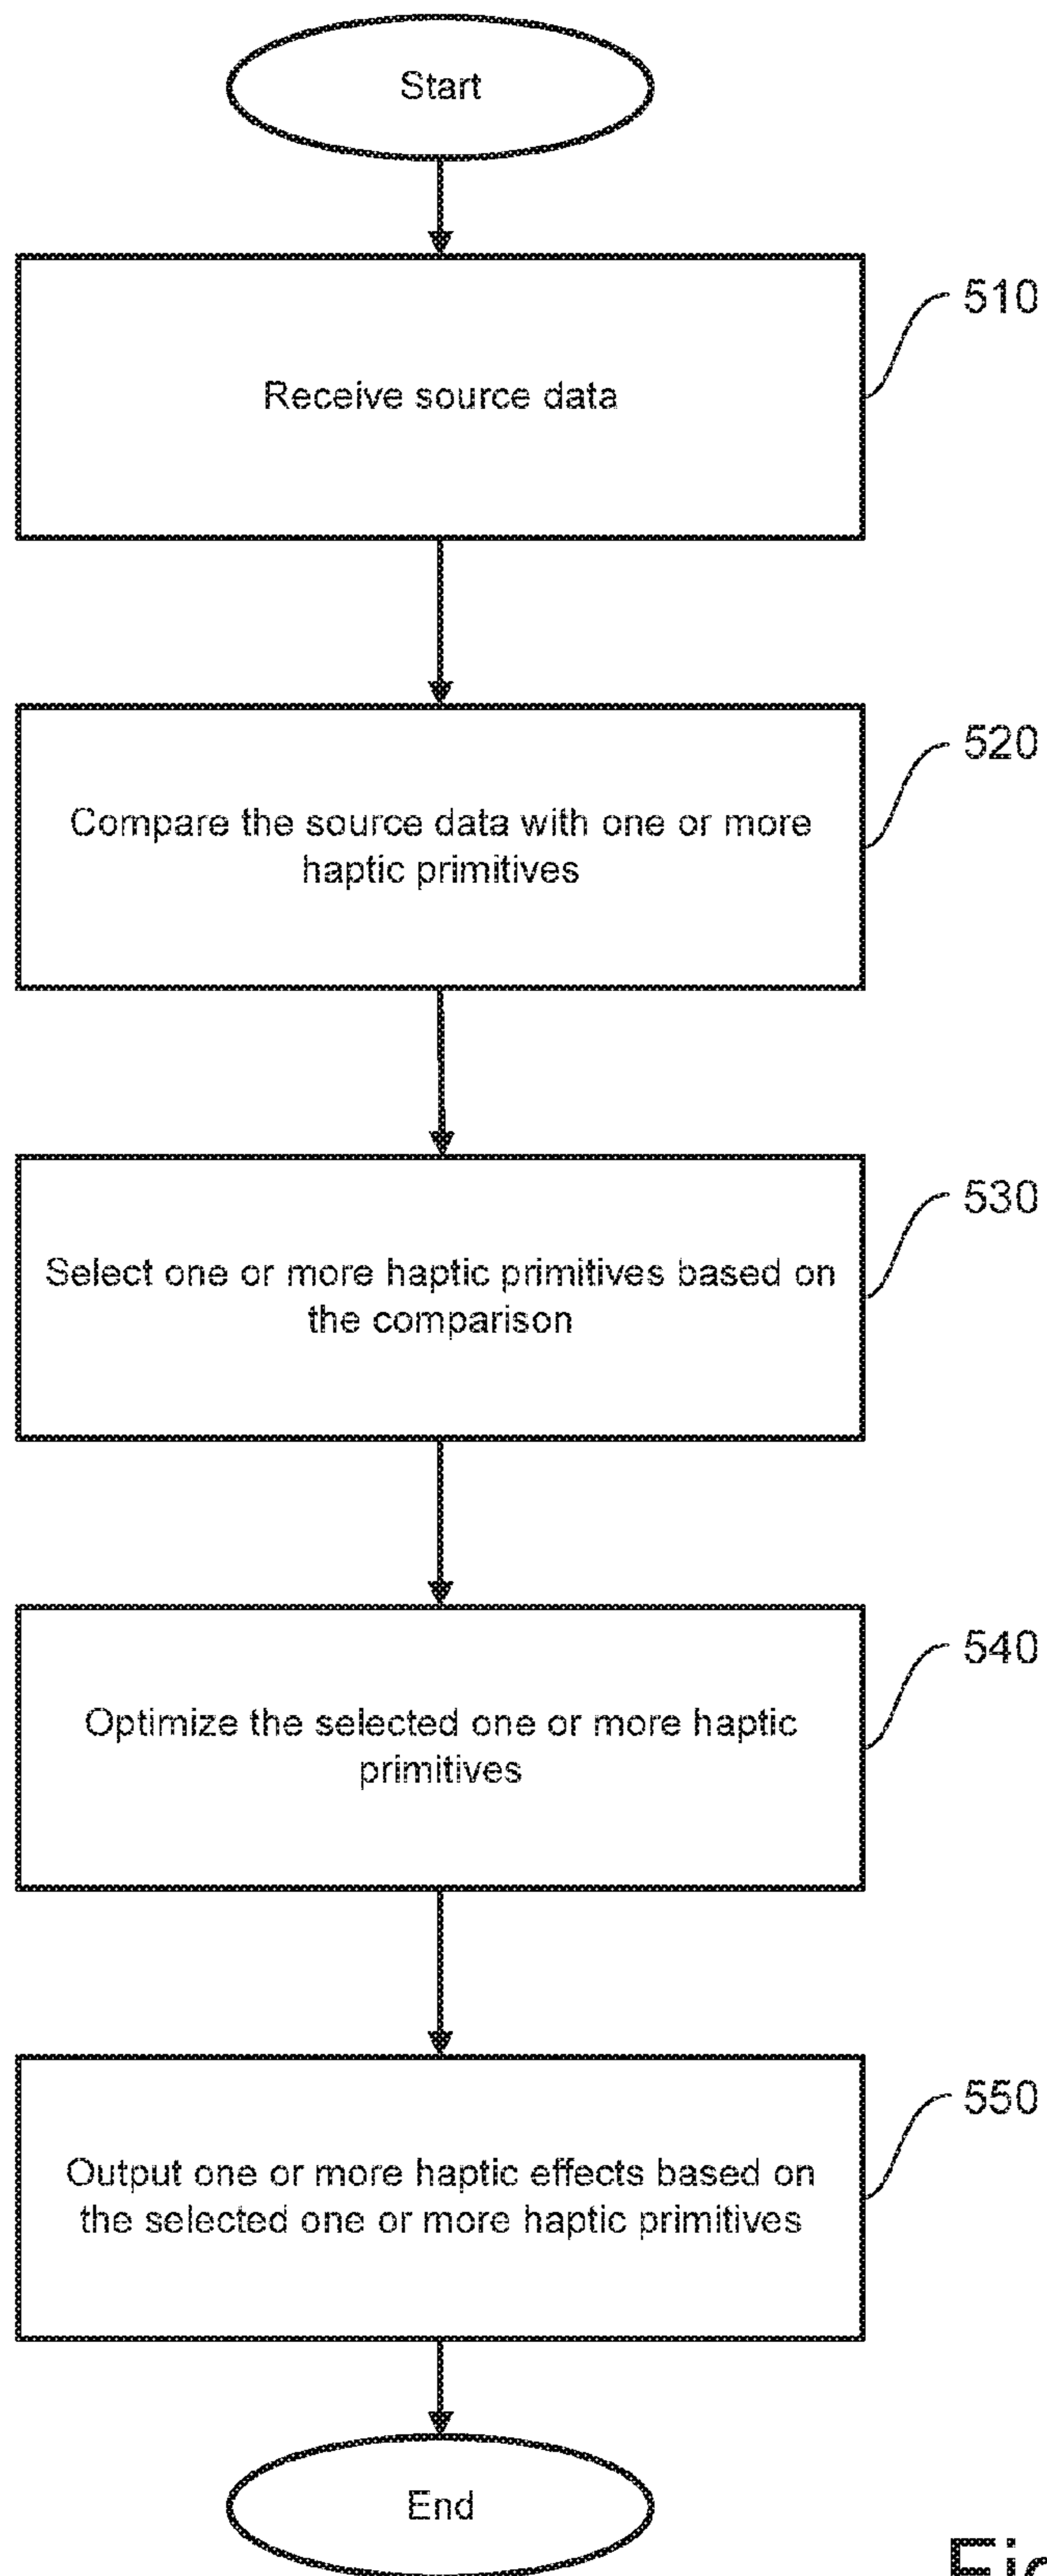 Start
510
Receive source data
520
Compare the source data with one or more
haptic primitives
530
Select one or more haptic primitives based on
the comparison
540
Optimize the selected one or more haptic
primitives
550
Output one or more haptic effects based on
the selected one or more haptic primitives
End